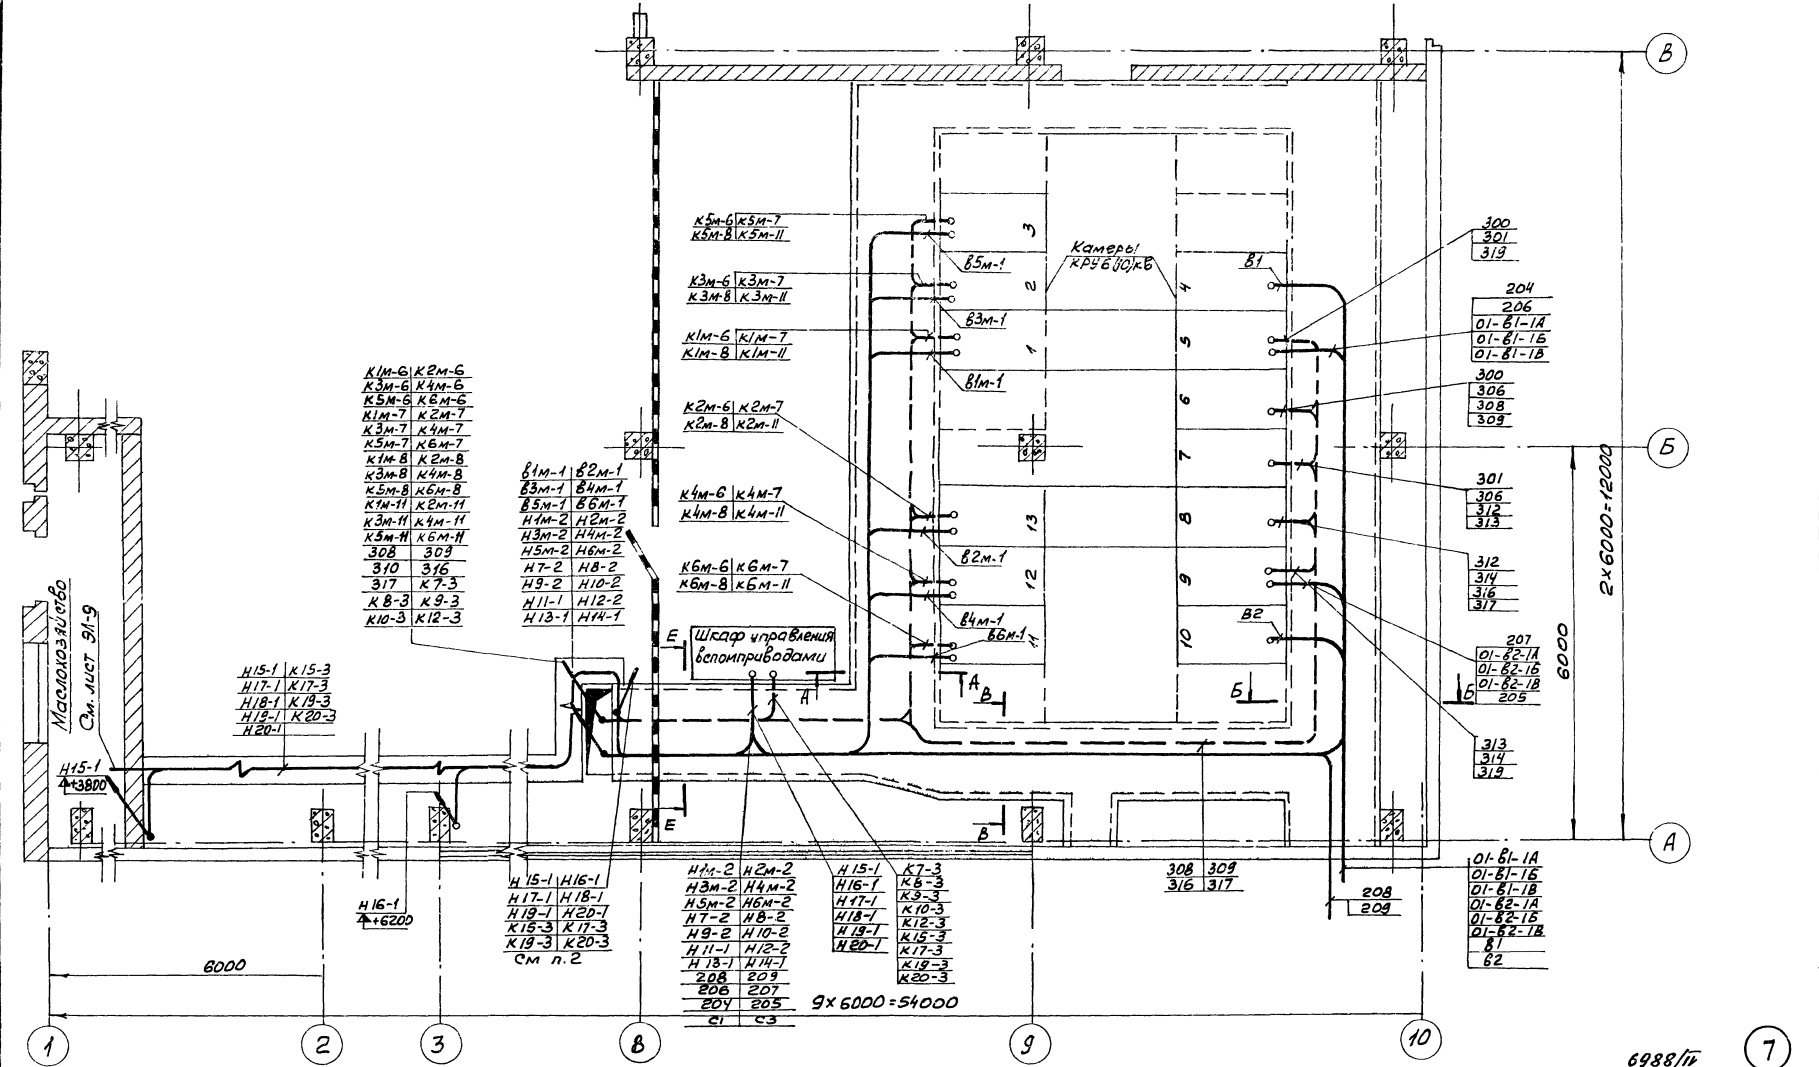 В
К5М-6 К5М-7
К5М-8 К5М-11
В5М-1
3
К3М-6 К3М-7
К3М-8 К3М-11
В3М-1
2
К1М-6 К1М-7
К1М-8 К1М-11
В1М-1
1
Камеры
КРУ 6(10)кВ
В1
4
5
6
7
8
9
10
300
301
319
204
206
01-В1-1А
01-В1-1Б
01-В1-1В
300
306
308
309
Б
301
306
312
313
312
314
316
317
207
01-В2-1А
01-В2-1Б
01-В2-1В
205
313
314
319
2×6000=12000
6000
К2М-6 К2М-7
К2М-8 К2М-11
13
В2М-1
К4М-6 К4М-7
К4М-8 К4М-11
12
В4М-1
К6М-6 К6М-7
К6М-8 К6М-11
11
В6М-1
В2
К1М-6 К2М-6
К3М-6 К4М-6
К5М-6 К6М-6
К1М-7 К2М-7
К3М-7 К4М-7
К5М-7 К6М-7
К1М-8 К2М-8
К3М-8 К4М-8
К5М-8 К6М-8
К1М-11 К2М-11
К3М-11 К4М-11
К5М-11 К6М-11
308 309
310 316
317 К7-3
К8-3 К9-3
К10-3 К12-3
В1М-1 В2М-1
В3М-1 В4М-1
В5М-1 В6М-1
Н1М-2 Н2М-2
Н3М-2 Н4М-2
Н5М-2 Н6М-2
Н7-2 Н8-2
Н9-2 Н10-2
Н11-1 Н12-2
Н13-1 Н14-1
Шкаф управления
вспомприводами
Е
А
А
В
Б
Б
Е
В
Маслохозяйство
См. лист ЭЛ-9
Н15-1 К15-3
Н17-1 К17-3
Н18-1 К19-3
Н19-1 К20-3
Н20-1
Н15-1
+3800
Н16-1
+6200
Н15-1 Н16-1
Н17-1 Н18-1
Н19-1 Н20-1
К15-3 К17-3
К19-3 К20-3
См п.2
Н1М-2 Н2М-2
Н3М-2 Н4М-2
Н5М-2 Н6М-2
Н7-2 Н8-2
Н9-2 Н10-2
Н11-1 Н12-2
Н13-1 Н14-1
208 209
206 207
204 205
С1 С3
Н15-1
Н16-1
Н17-1
Н18-1
Н19-1
Н20-1
К7-3
К8-3
К9-3
К10-3
К12-3
К15-3
К17-3
К19-3
К20-3
308 309
316 317
208
209
01-В1-1А
01-В1-1Б
01-В1-1В
01-В2-1А
01-В2-1Б
01-В2-1В
В1
В2
А
6000
9×6000=54000
1
2
3
8
9
10
6988/IV
7